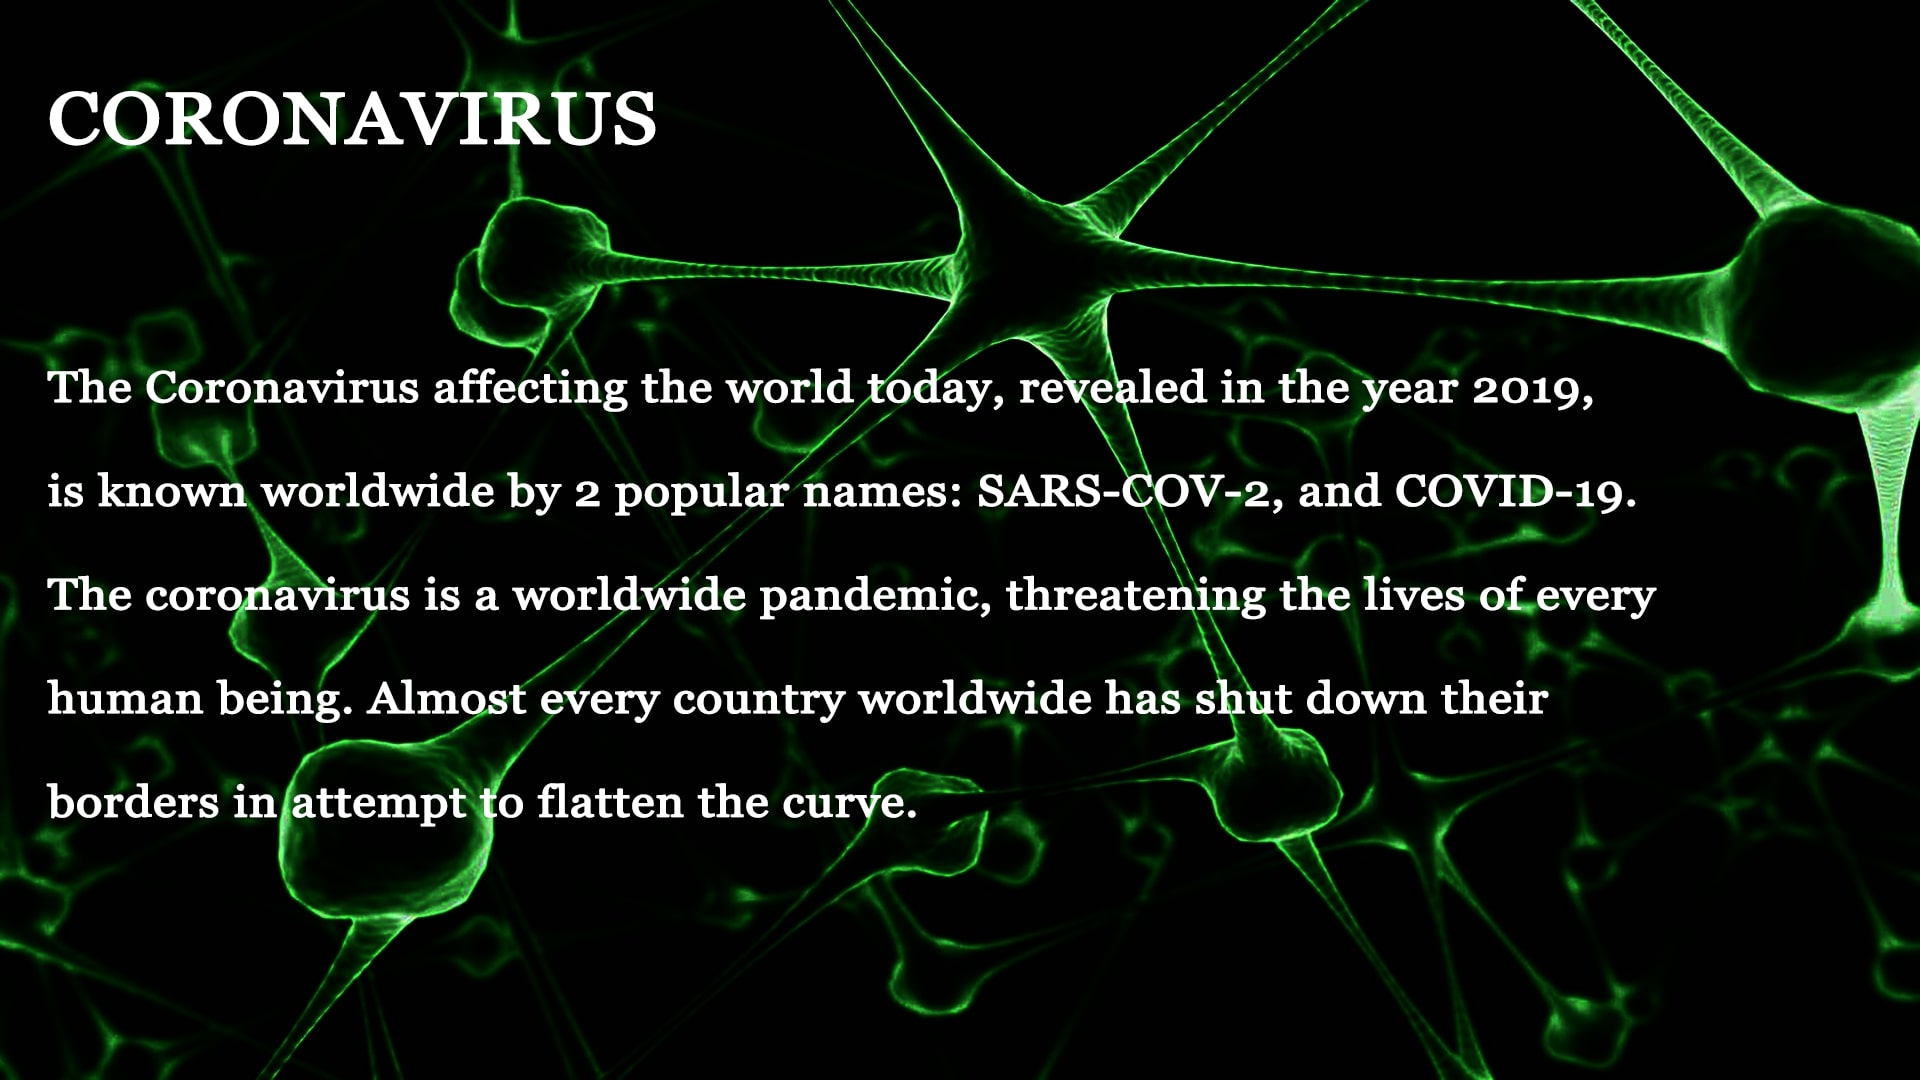 CORONAVIRUS
The Coronavirus affecting the world today, revealed in the year 2019,
is known worldwide by 2 popular names: SARS-COV-2, and COVID-19.
The coronavirus is a worldwide pandemic, threatening the lives of every
human being. Almost every country worldwide has shut down their
borders in attempt to flatten the curve.